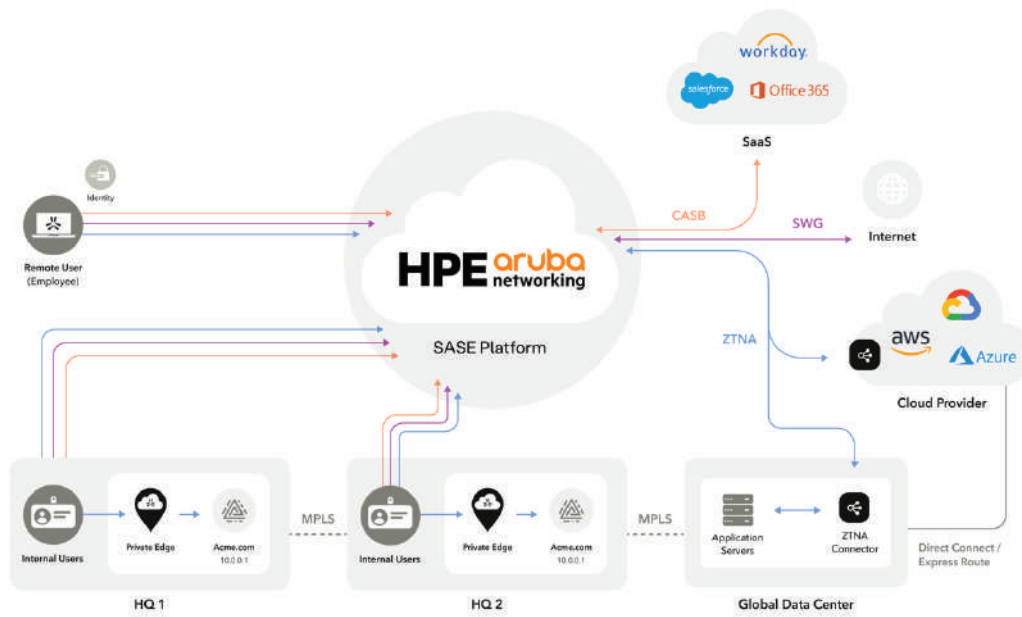 workday.
salesforce
Office 365
SaaS
Identity
CASB
SWG
Internet
Remote User
(Employee)
HPE aruba
networking
SASE Platform
ZTNA
aws
Azure
Cloud Provider
Internal Users
Private Edge
Acme.com
10.0.0.1
HQ 1
MPLS
Internal Users
Private Edge
Acme.com
10.0.0.1
HQ 2
MPLS
Application
Servers
ZTNA
Connector
Global Data Center
Direct Connect /
Express Route